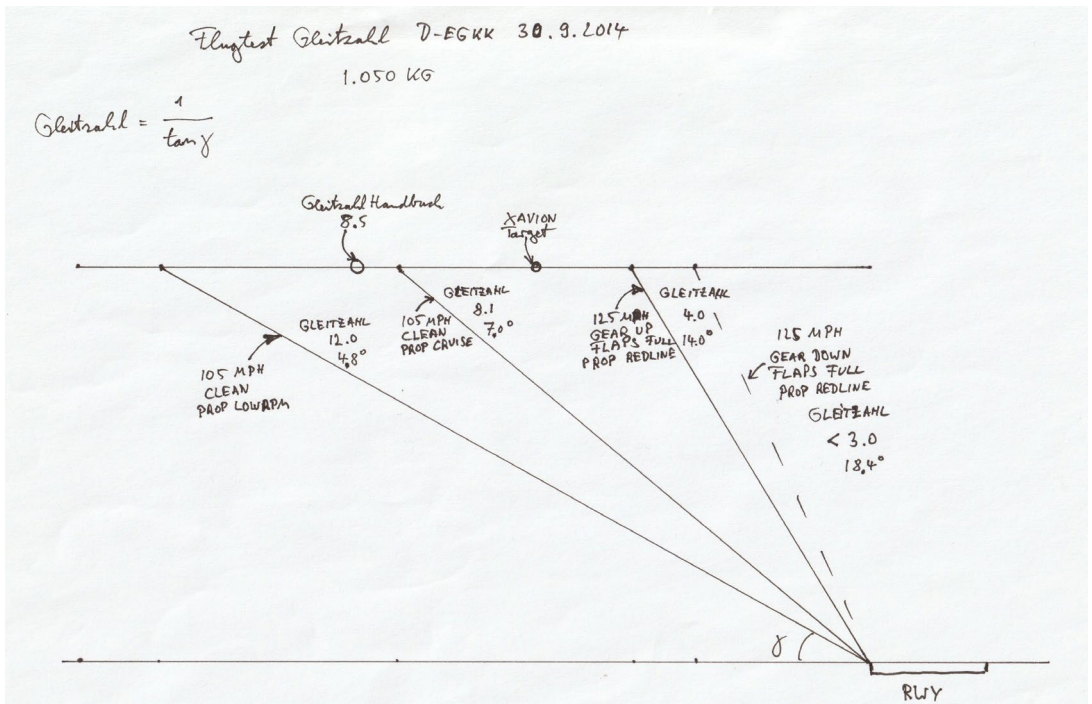 Flugtest Gleitzahl D-EGKK 30.9.2014
1.050 KG
Gleitzahl = 1
tan γ
Gleitzahl Handbuch
8.5
XAVION
Target
GLEITZAHL
12.0
4,8°
105 MPH
CLEAN
PROP LOW RPM
GLEITZAHL
8.1
7,0°
105 MPH
CLEAN
PROP CRUISE
GLEITZAHL
4.0
14.0°
125 MPH
GEAR UP
FLAPS FULL
PROP REDLINE
125 MPH
GEAR DOWN
FLAPS FULL
PROP REDLINE
GLEITZAHL
< 3.0
18,4°
γ
RWY